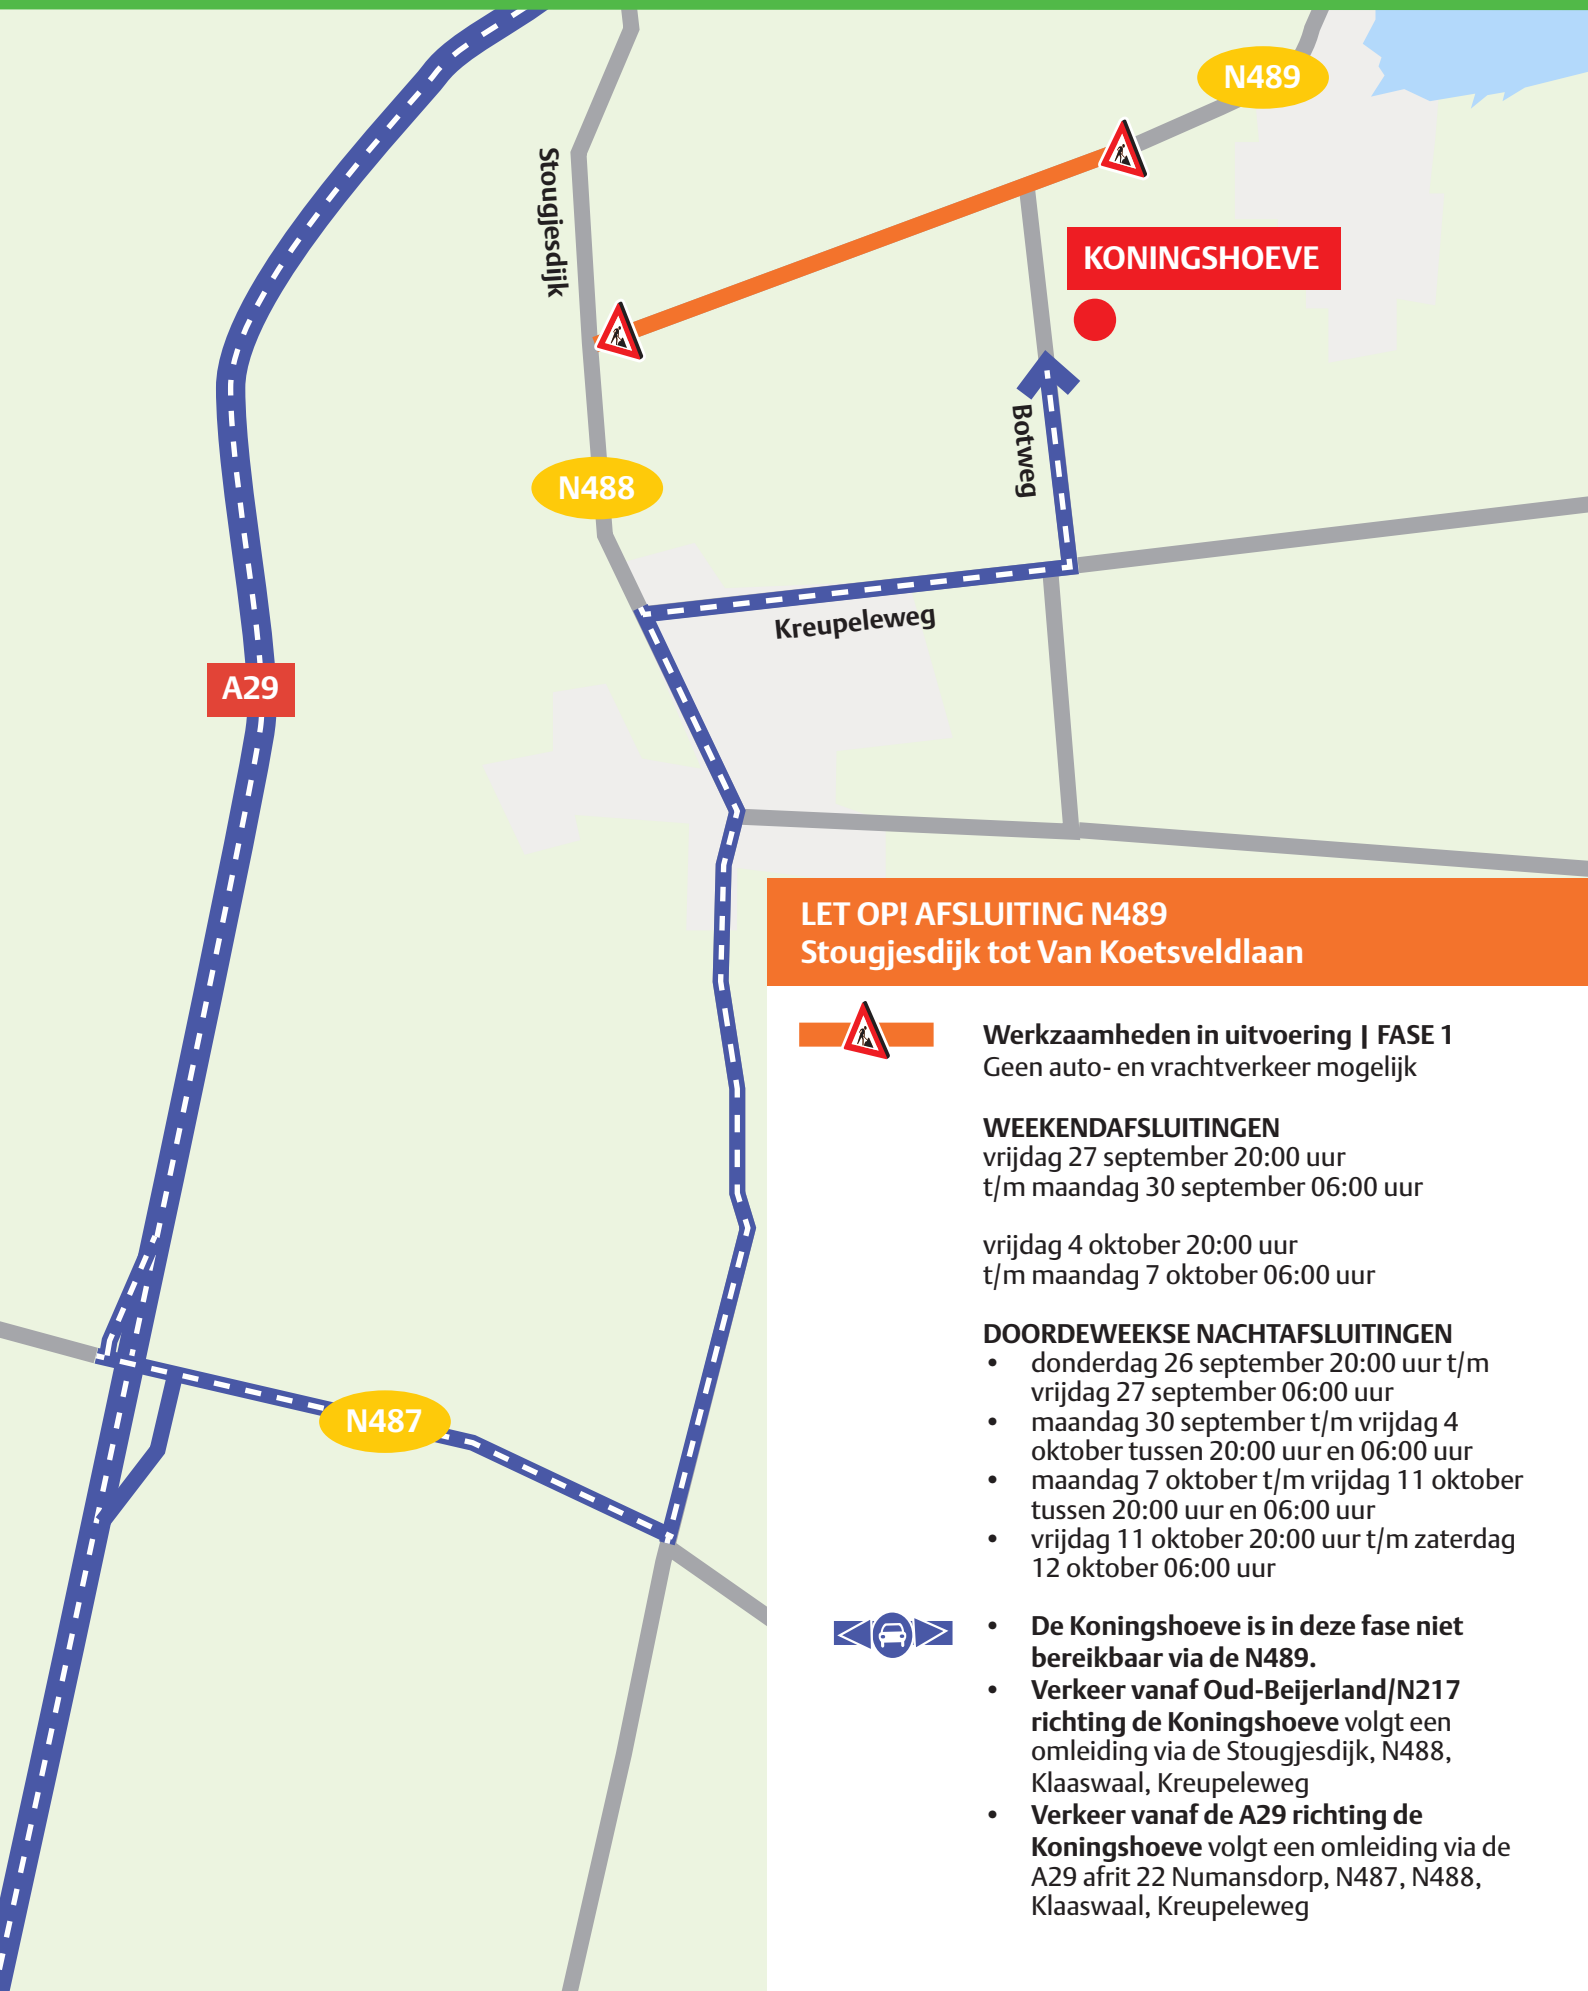 N489
Stougjesdijk
KONINGSHOEVE
Botweg
N488
Kreupeleweg
A29
N487
LET OP! AFSLUITING N489
Stougjesdijk tot Van Koetsveldlaan
Werkzaamheden in uitvoering | FASE 1
Geen auto- en vrachtverkeer mogelijk
WEEKENDAFSLUITINGEN
vrijdag 27 september 20:00 uur
t/m maandag 30 september 06:00 uur
vrijdag 4 oktober 20:00 uur
t/m maandag 7 oktober 06:00 uur
DOORDEWEEKSE NACHTAFSLUITINGEN
• donderdag 26 september 20:00 uur t/m
vrijdag 27 september 06:00 uur
• maandag 30 september t/m vrijdag 4
oktober tussen 20:00 uur en 06:00 uur
• maandag 7 oktober t/m vrijdag 11 oktober
tussen 20:00 uur en 06:00 uur
• vrijdag 11 oktober 20:00 uur t/m zaterdag
12 oktober 06:00 uur
• De Koningshoeve is in deze fase niet
bereikbaar via de N489.
• Verkeer vanaf Oud-Beijerland/N217
richting de Koningshoeve volgt een
omleiding via de Stougjesdijk, N488,
Klaaswaal, Kreupeleweg
• Verkeer vanaf de A29 richting de
Koningshoeve volgt een omleiding via de
A29 afrit 22 Numansdorp, N487, N488,
Klaaswaal, Kreupeleweg